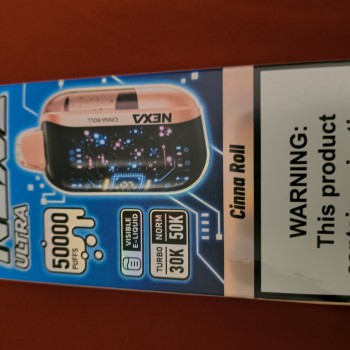 NEXA
ULTRA
50000
PUFFS
NEXA
CINNA ROLL
VISIBLE
E-LIQUID
NORM
50K
TURBO
30K
Cinna Roll
WARNING:
This product